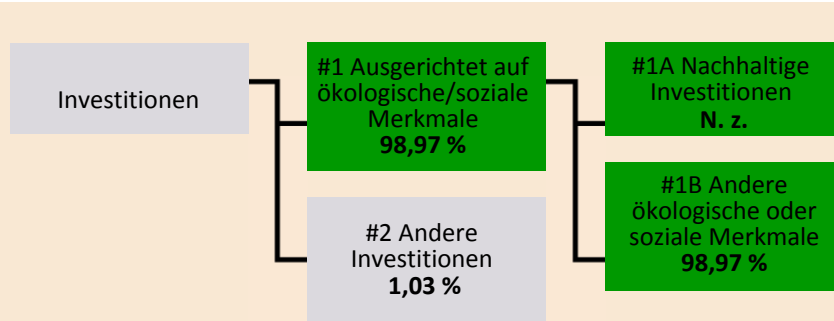 Investitionen
#1 Ausgerichtet auf
ökologische/soziale
Merkmale
98,97 %
#2 Andere
Investitionen
1,03 %
#1A Nachhaltige
Investitionen
N. z.
#1B Andere
ökologische oder
soziale Merkmale
98,97 %